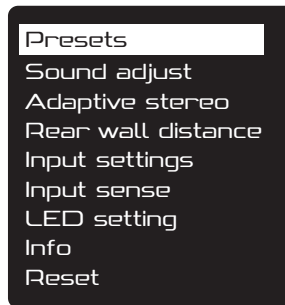 Presets
Sound adjust
Adaptive stereo
Rear wall distance
Input settings
Input sense
LED setting
Info
Reset